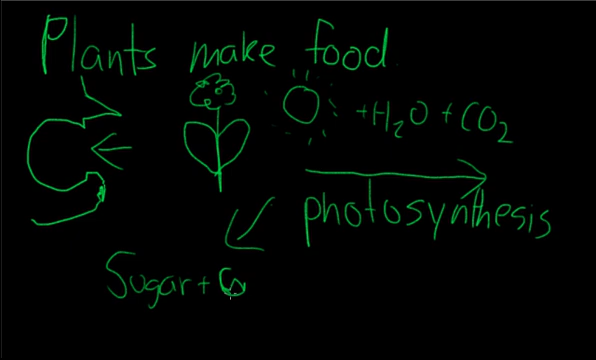 Plants make food
+ H₂O + CO₂
photosynthesis
Sugar +